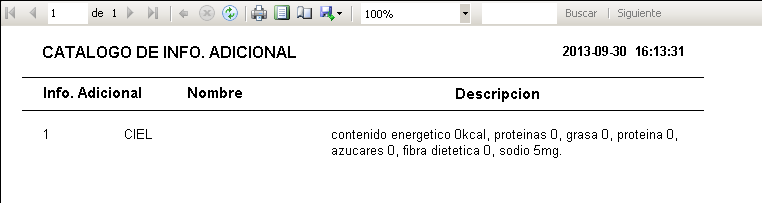 1 de 1 100% Buscar | Siguiente
CATALOGO DE INFO. ADICIONAL 2013-09-30 16:13:31
Info. Adicional Nombre Descripcion
1 CIEL contenido energetico 0kcal, proteinas 0, grasa 0, proteina 0,
azucares 0, fibra dietetica 0, sodio 5mg.